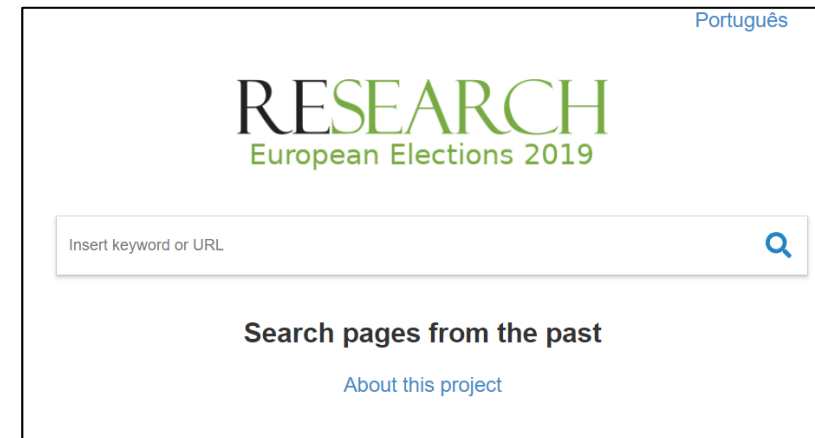 Português
RESEARCH
European Elections 2019
Insert keyword or URL
Search pages from the past
About this project